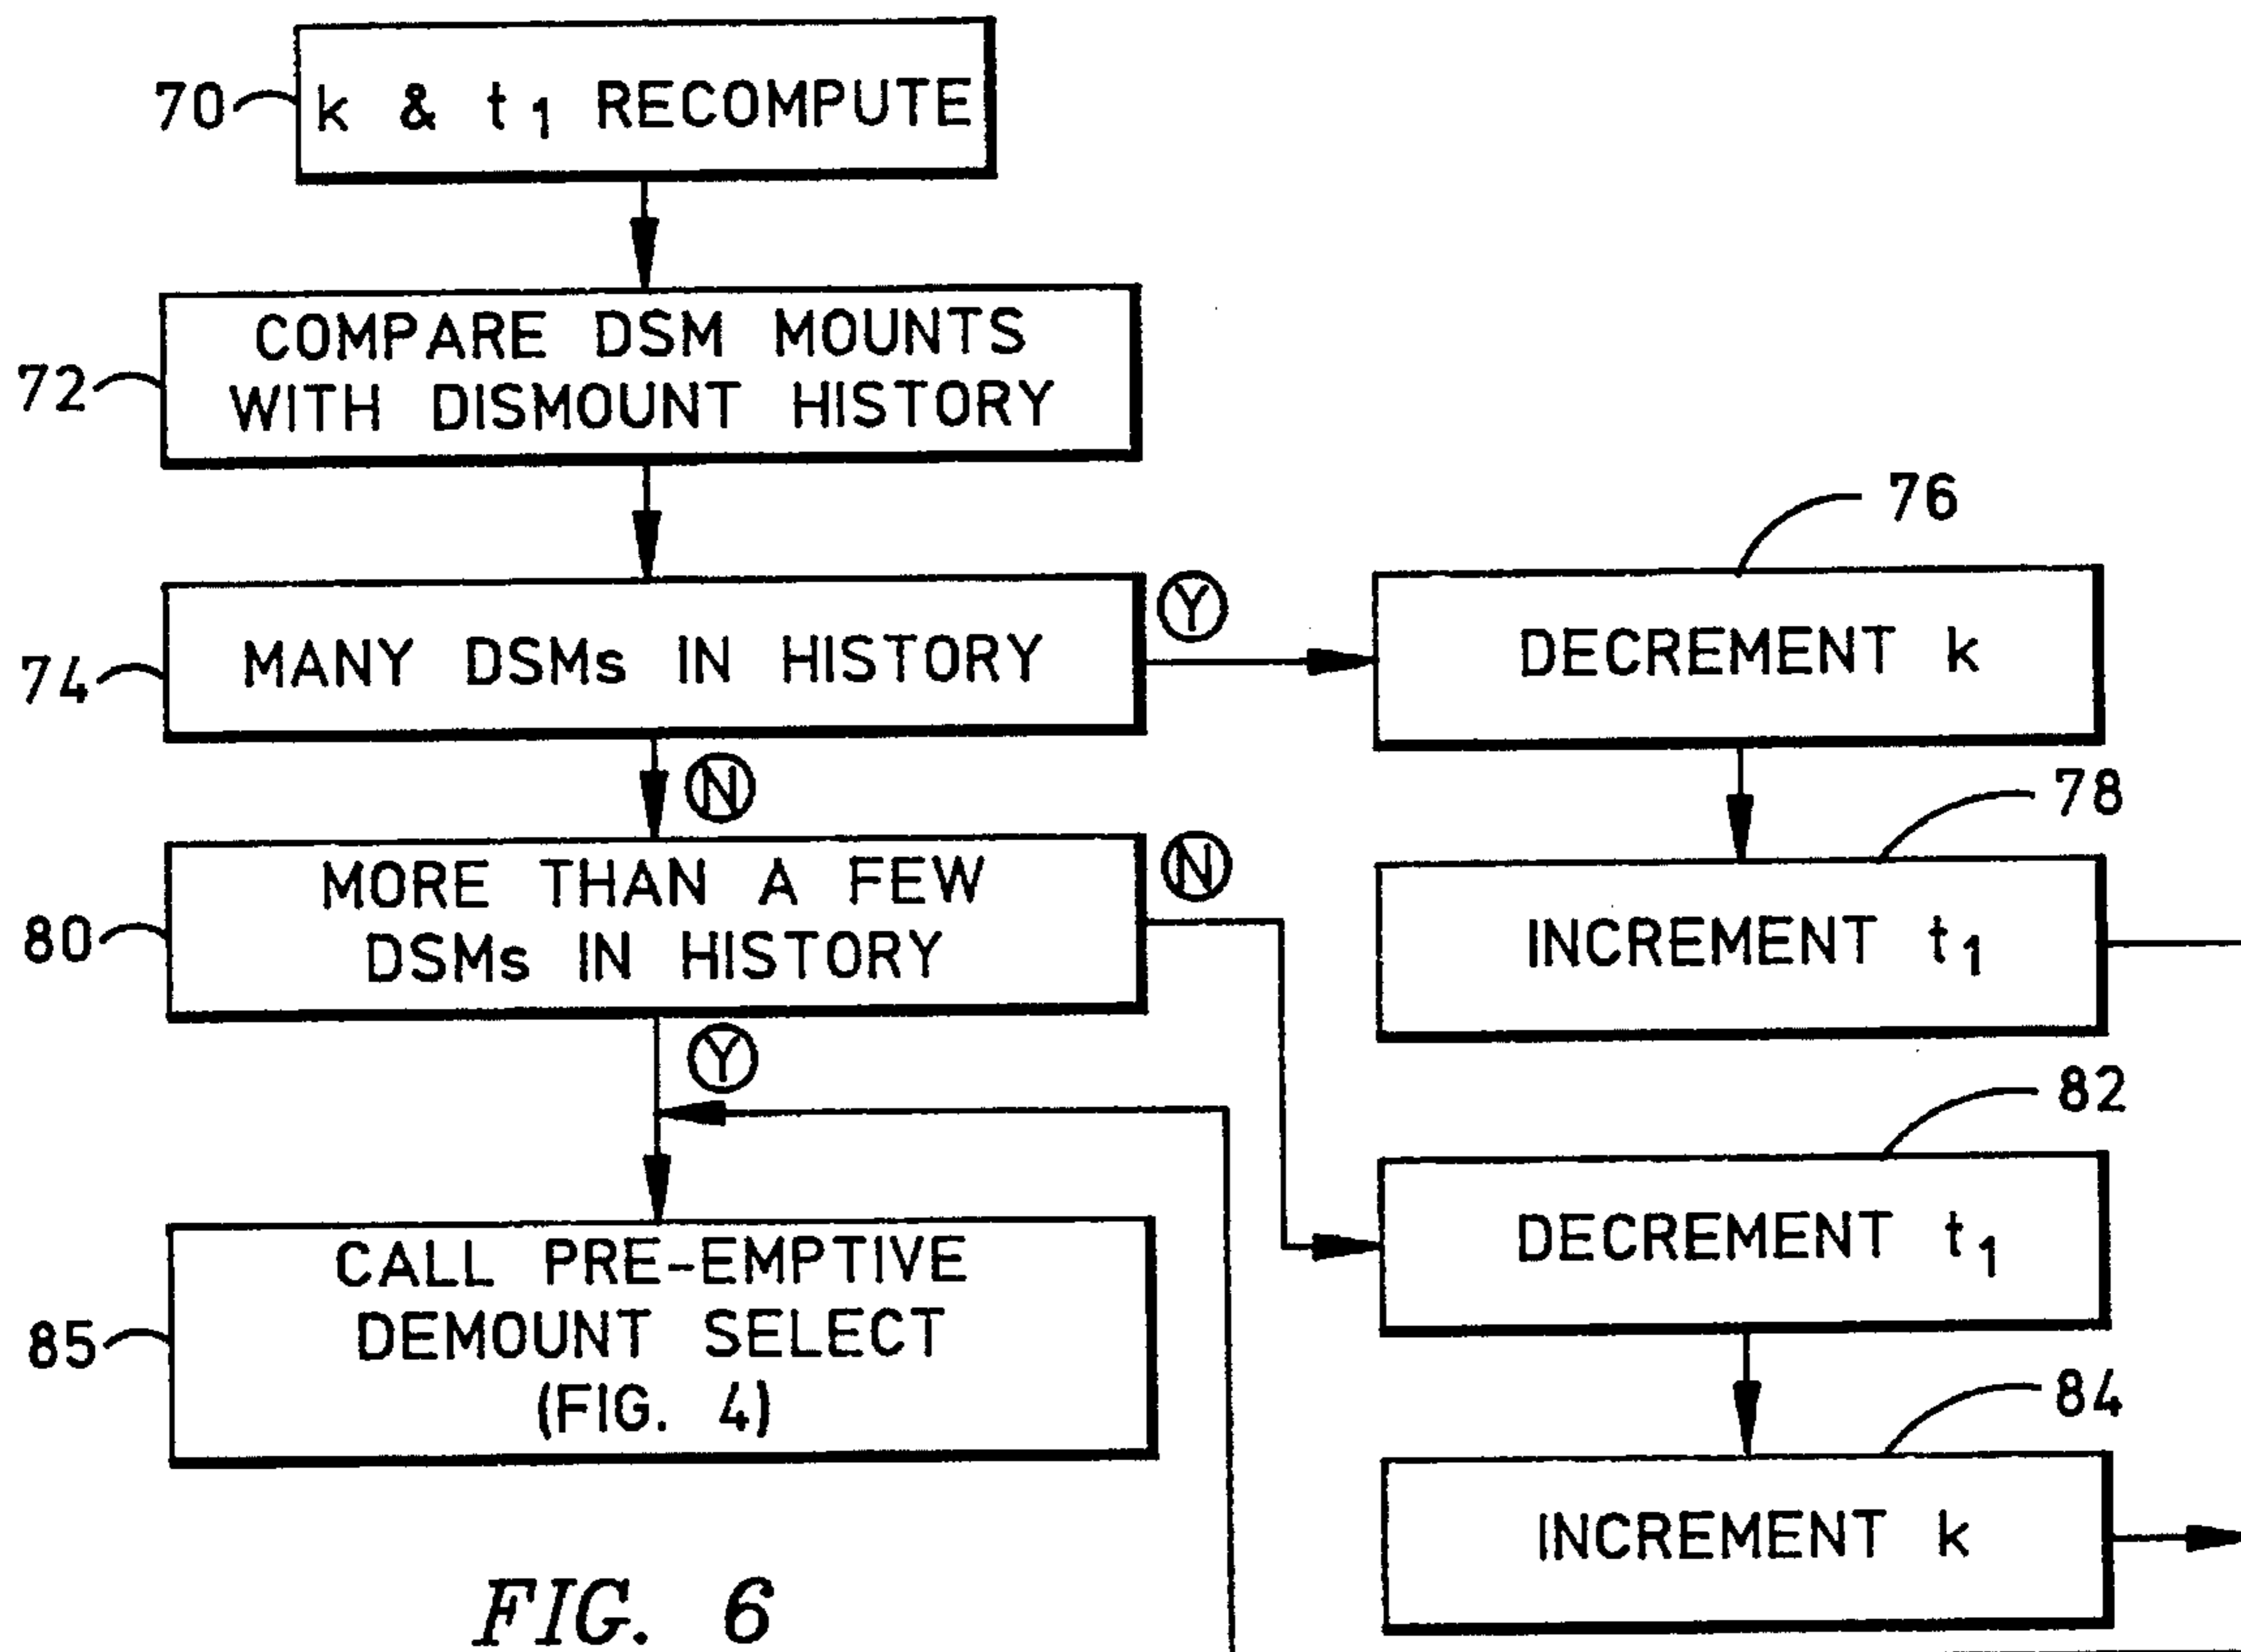 70
k & t1 RECOMPUTE
72
COMPARE DSM MOUNTS
WITH DISMOUNT HISTORY
74
MANY DSMs IN HISTORY
Y
N
76
DECREMENT k
78
INCREMENT t1
80
MORE THAN A FEW
DSMs IN HISTORY
N
Y
82
DECREMENT t1
84
INCREMENT k
85
CALL PRE-EMPTIVE
DEMOUNT SELECT
(FIG. 4)
FIG. 6